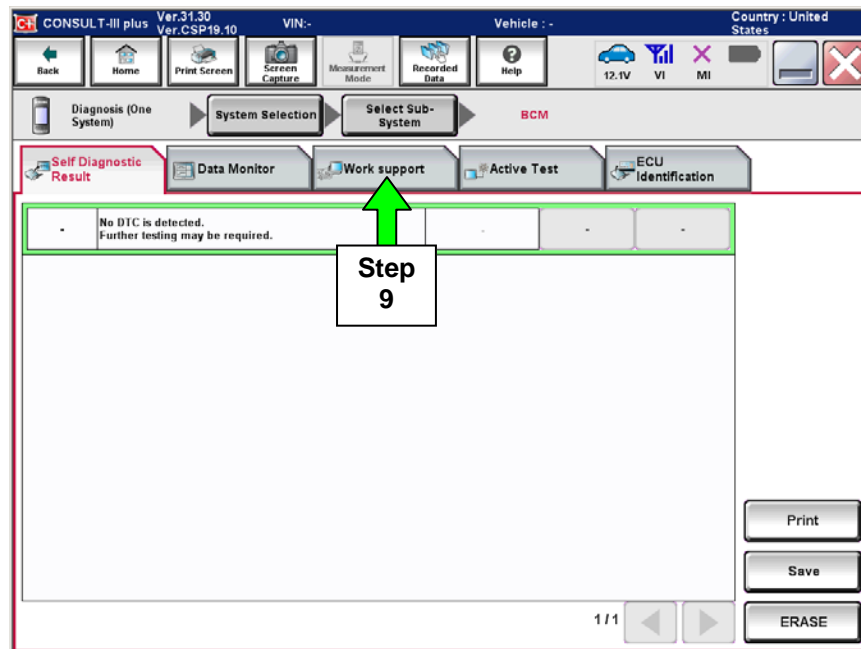 CONSULT-III plus Ver.31.30 Ver.CSP19.10 VIN:- Vehicle : - Country : United States
Back
Home
Print Screen
Screen Capture
Measurement Mode
Recorded Data
Help
12.1V
VI
MI
Diagnosis (One System)
System Selection
Select Sub-System
BCM
Self Diagnostic Result
Data Monitor
Work support
Active Test
ECU Identification
-
No DTC is detected.
Further testing may be required.
-
-
-
Step
9
Print
Save
1/1
ERASE